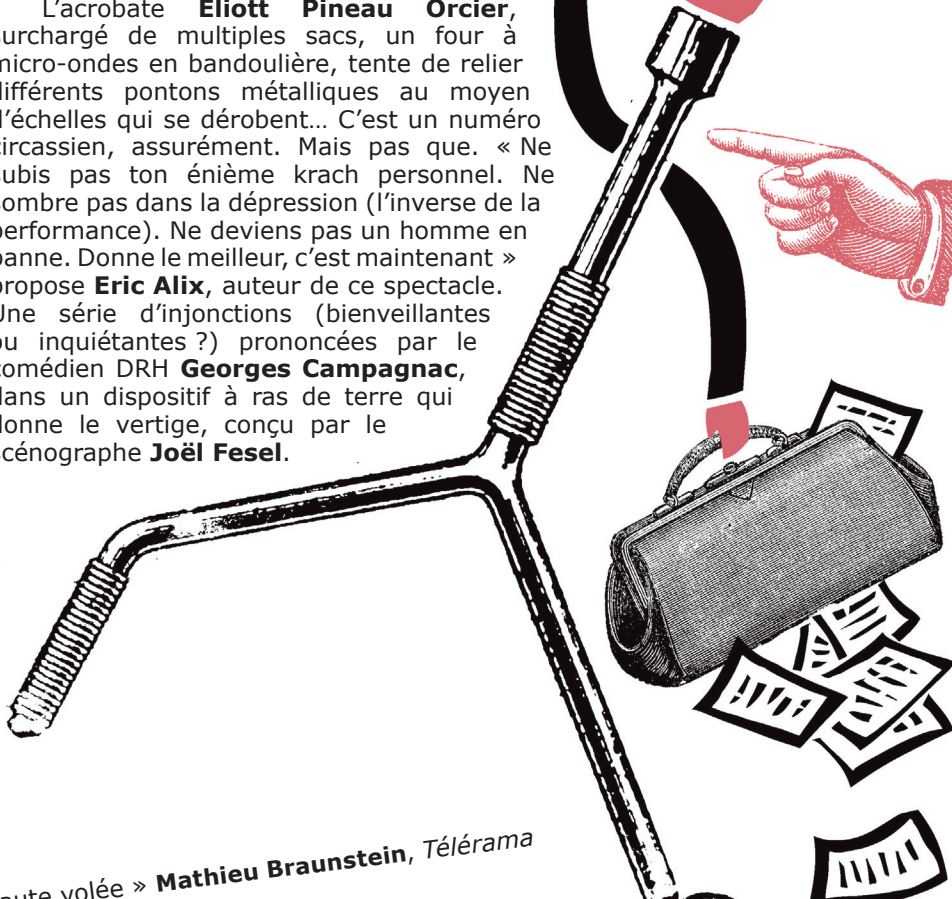 L'acrobate Eliott Pineau Orcier,
surchargé de multiples sacs, un four à
micro-ondes en bandoulière, tente de relier
différents pontons métalliques au moyen
d'échelles qui se dérobent… C'est un numéro
circassien, assurément. Mais pas que. « Ne
subis pas ton énième krach personnel. Ne
sombre pas dans la dépression (l'inverse de la
performance). Ne deviens pas un homme en
panne. Donne le meilleur, c'est maintenant »
propose Eric Alix, auteur de ce spectacle.
Une série d'injonctions (bienveillantes
ou inquiétantes ?) prononcées par le
comédien DRH Georges Campagnac,
dans un dispositif à ras de terre qui
donne le vertige, conçu par le
scénographe Joël Fesel.
aute volée » Mathieu Braunstein, Télérama